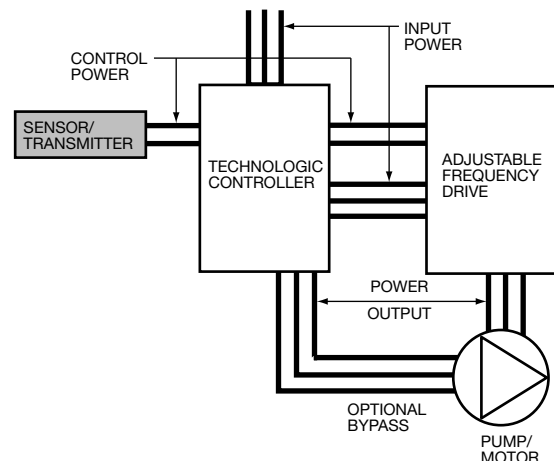 INPUT
POWER
CONTROL
POWER
SENSOR/
TRANSMITTER
TECHNOLOGIC
CONTROLLER
ADJUSTABLE
FREQUENCY
DRIVE
POWER
OUTPUT
OPTIONAL
BYPASS
PUMP/
MOTOR